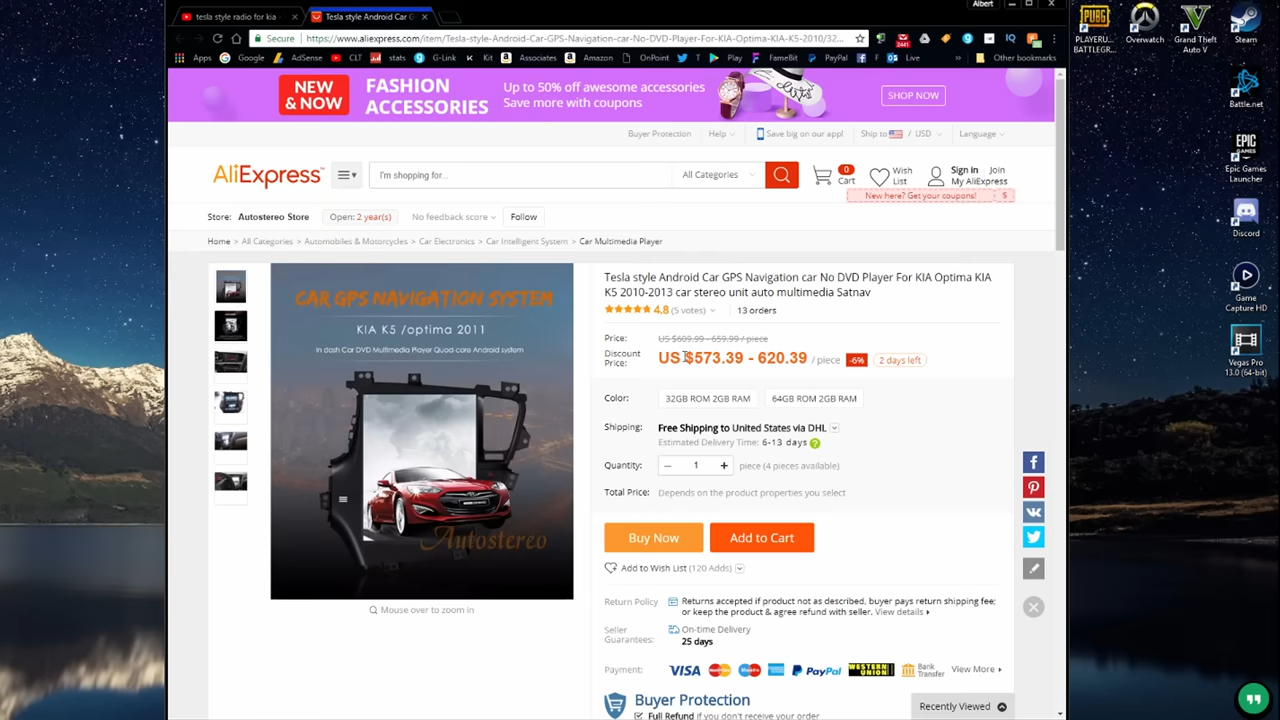 Albert
tesla style radio for kia
Tesla style Android Car G
Secure
https://www.aliexpress.com/item/Tesla-style-Android-Car-GPS-Navigation-car-No-DVD-Player-For-KIA-Optima-KIA-K5-2010/32...
2441
IQ
Apps Google AdSense CLT stats G-Link Kit Associates Amazon OnPoint T Play FameBit PayPal F Live » Other bookmarks
NEW & NOW
FASHION
ACCESSORIES
Up to 50% off awesome accessories
Save more with coupons
SHOP NOW
Buyer Protection Help Save big on our app! Ship to / USD Language
AliExpress
I'm shopping for...
All Categories
0
Cart
Wish
List
Sign in Join
My AliExpress
New here? Get your coupons! $
Store: Autostereo Store Open: 2 year(s) No feedback score Follow
Home > All Categories > Automobiles & Motorcycles > Car Electronics > Car Intelligent System > Car Multimedia Player
CAR GPS NAVIGATION SYSTEM
KIA K5 /optima 2011
In dash Car DVD Multimedia Player Quad-core Android system
Autostereo
Mouse over to zoom in
Tesla style Android Car GPS Navigation car No DVD Player For KIA Optima KIA
K5 2010-2013 car stereo unit auto multimedia Satnav
4.8 (5 votes) 13 orders
Price: US $609.99 - 659.99 / piece
Discount
Price:
US $573.39 - 620.39 / piece -6% 2 days left
Color: 32GB ROM 2GB RAM 64GB ROM 2GB RAM
Shipping: Free Shipping to United States via DHL
Estimated Delivery Time: 6-13 days ?
Quantity: − 1 + piece (4 pieces available)
Total Price: Depends on the product properties you select
Buy Now Add to Cart
Add to Wish List (120 Adds)
Return Policy Returns accepted if product not as described, buyer pays return shipping fee;
or keep the product & agree refund with seller. View details
Seller
Guarantees:
On-time Delivery
25 days
Payment: VISA MasterCard Maestro PayPal WESTERN UNION Bank Transfer View More
Buyer Protection
Full Refund if you don't receive your order
Recently Viewed
PUBG
PLAYERU...
BATTLEGR...
Overwatch
Grand Theft
Auto V
Steam
Battle.net
EPIC GAMES
Epic Games
Launcher
Discord
Game
Capture HD
Vegas Pro
13.0 (64-bit)